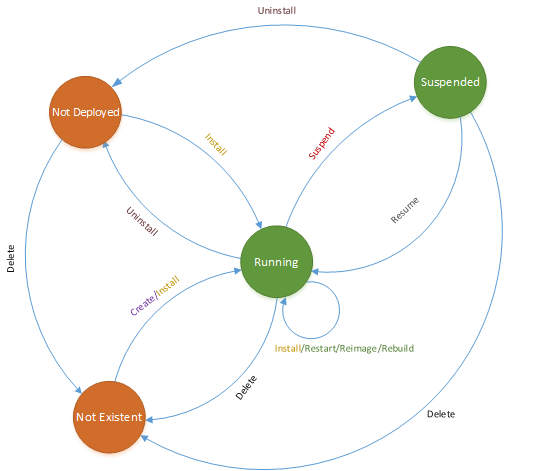 Uninstall
Suspended
Not Deployed
Install
Suspend
Uninstall
Resume
Delete
Running
Create/Install
Install/Restart/Reimage/Rebuild
Delete
Not Existent
Delete